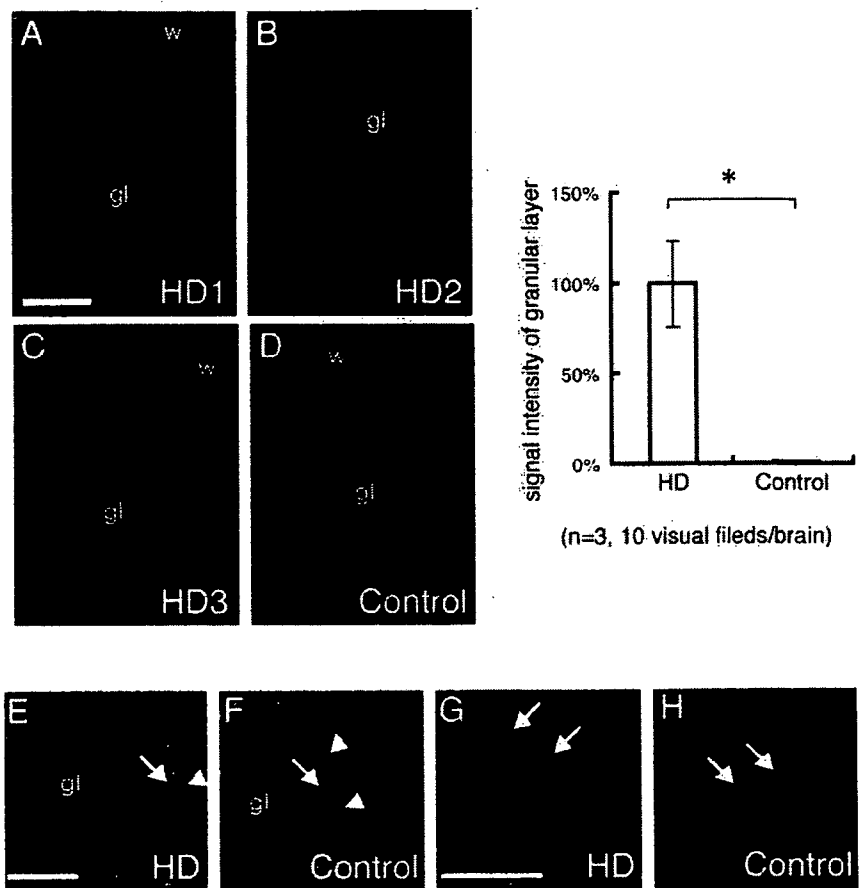 A
w
gl
HD1
B
gl
HD2
C
w
gl
HD3
D
w
gl
Control
signal intensity of granular layer
150%
100%
50%
0%
*
HD
Control
(n=3, 10 visual fileds/brain)
E
gl
HD
F
gl
Control
G
HD
H
Control